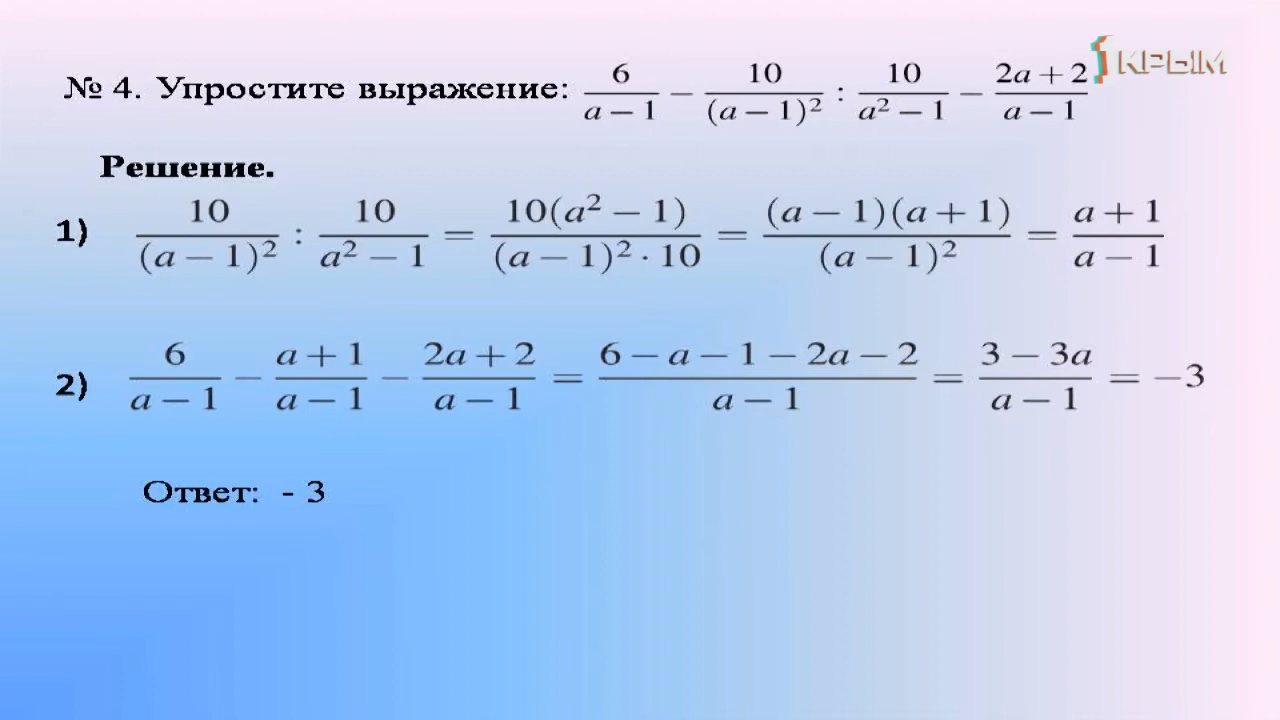 № 4. Упростите выражение: 6/(a − 1) − 10/(a − 1)² : 10/(a² − 1) − (2a + 2)/(a − 1)
КРЫМ
Решение.
1) 10/(a − 1)² : 10/(a² − 1) = 10(a² − 1)/((a − 1)² · 10) = (a − 1)(a + 1)/(a − 1)² = (a + 1)/(a − 1)
2) 6/(a − 1) − (a + 1)/(a − 1) − (2a + 2)/(a − 1) = (6 − a − 1 − 2a − 2)/(a − 1) = (3 − 3a)/(a − 1) = −3
Ответ: - 3